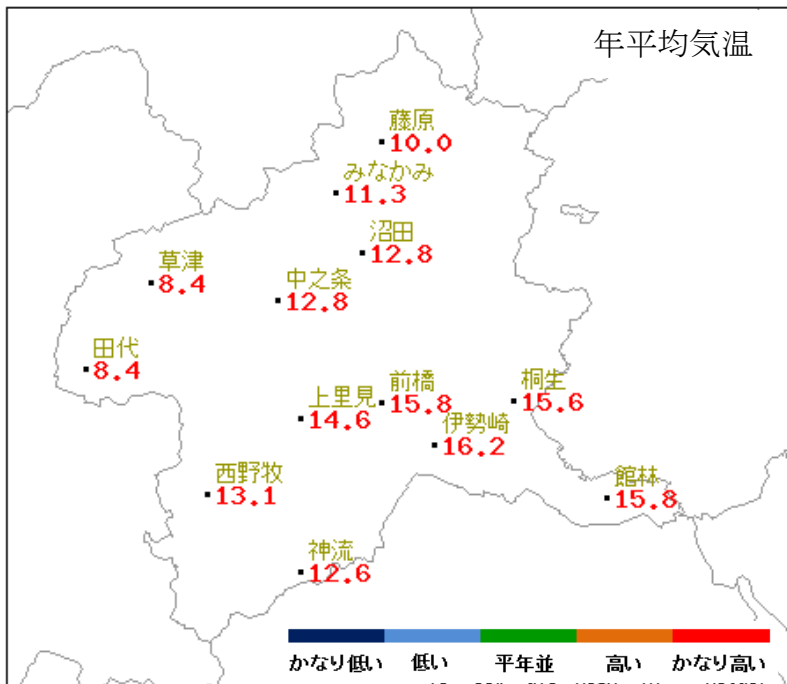 年平均気温
藤原
10.0
みなかみ
11.3
沼田
12.8
草津
8.4
中之条
12.8
田代
8.4
上里見
14.6
前橋
15.8
桐生
15.6
伊勢崎
16.2
西野牧
13.1
館林
15.8
神流
12.6
かなり低い 低い 平年並 高い かなり高い